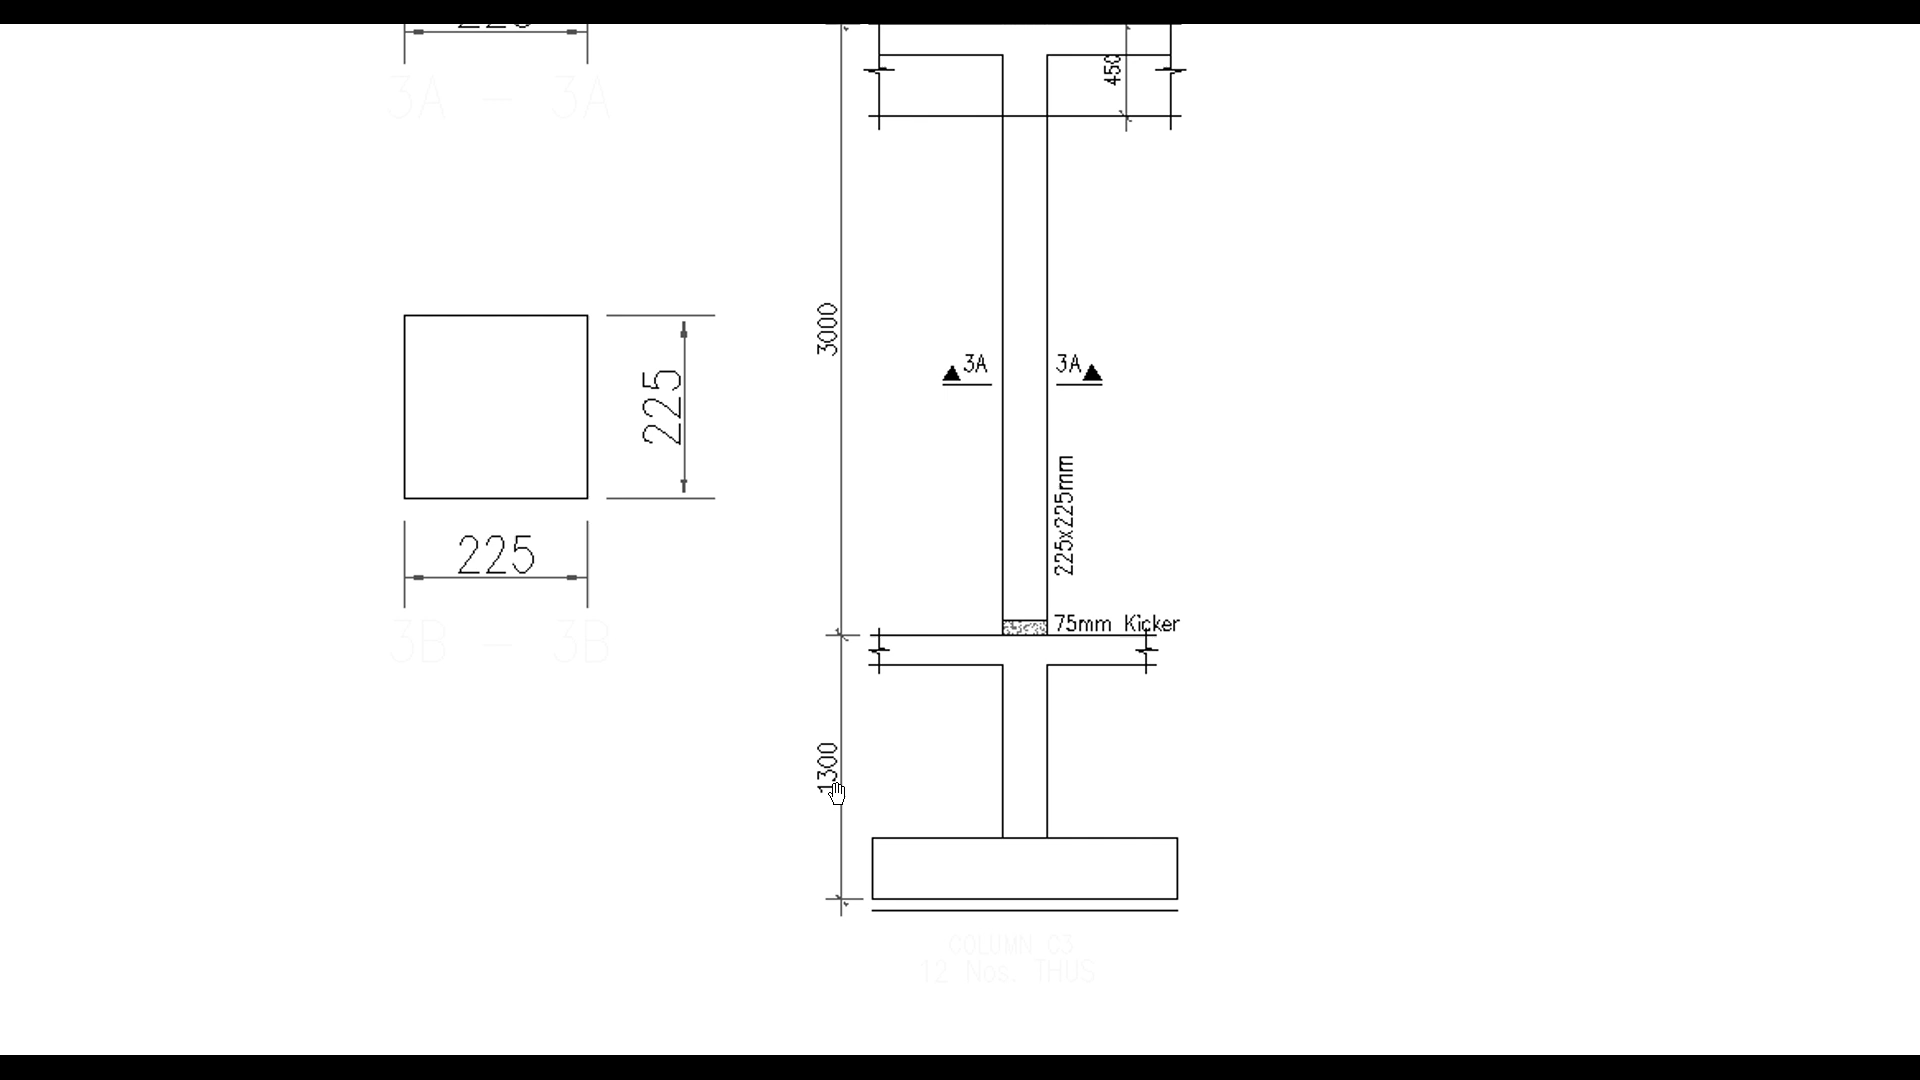 225
3A - 3A
450
3000
225
3A 3A
225x225mm
225
75mm Kicker
3B - 3B
1300
COLUMN C3
12 Nos. THUS